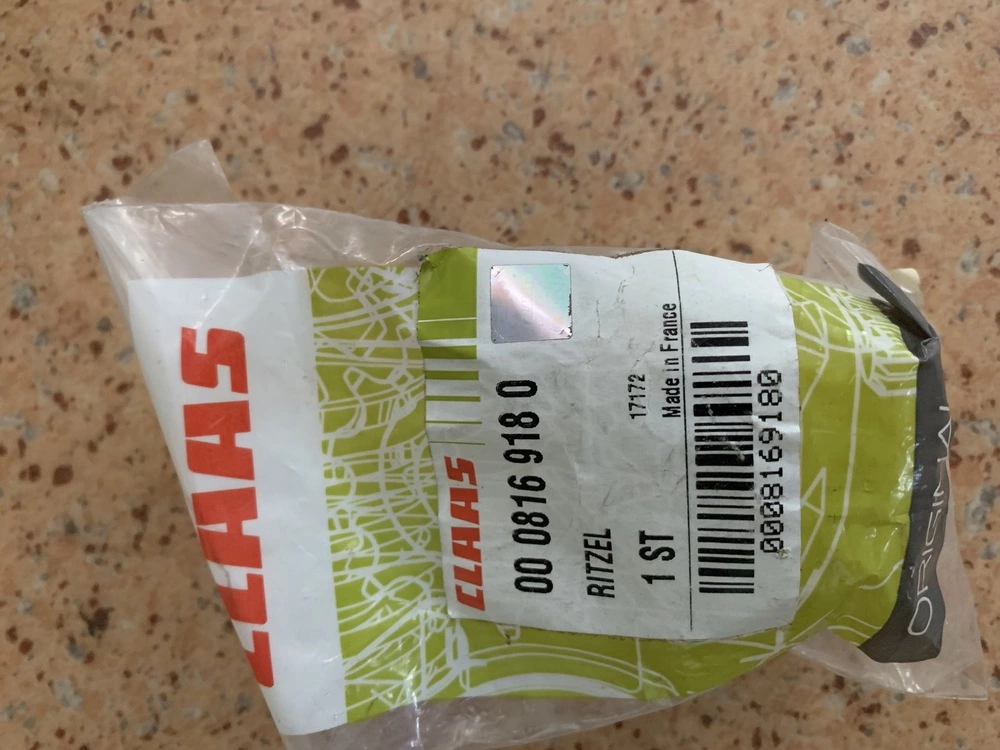 CLAAS
CLAAS
00 0816 918 0
RITZEL
1 ST
17172
Made in France
0008169180
ORIGINAL